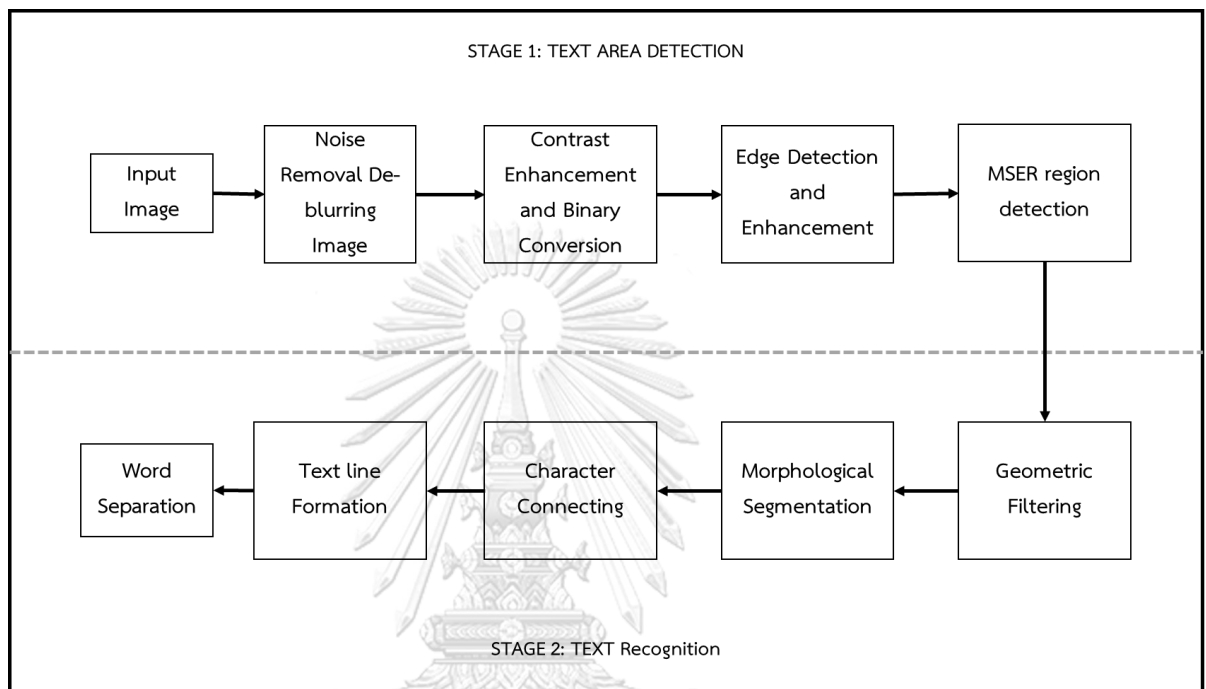 STAGE 1: TEXT AREA DETECTION
Input
Image
Noise
Removal De-
blurring
Image
Contrast
Enhancement
and Binary
Conversion
Edge Detection
and
Enhancement
MSER region
detection
Geometric
Filtering
Morphological
Segmentation
Character
Connecting
Text line
Formation
Word
Separation
STAGE 2: TEXT Recognition